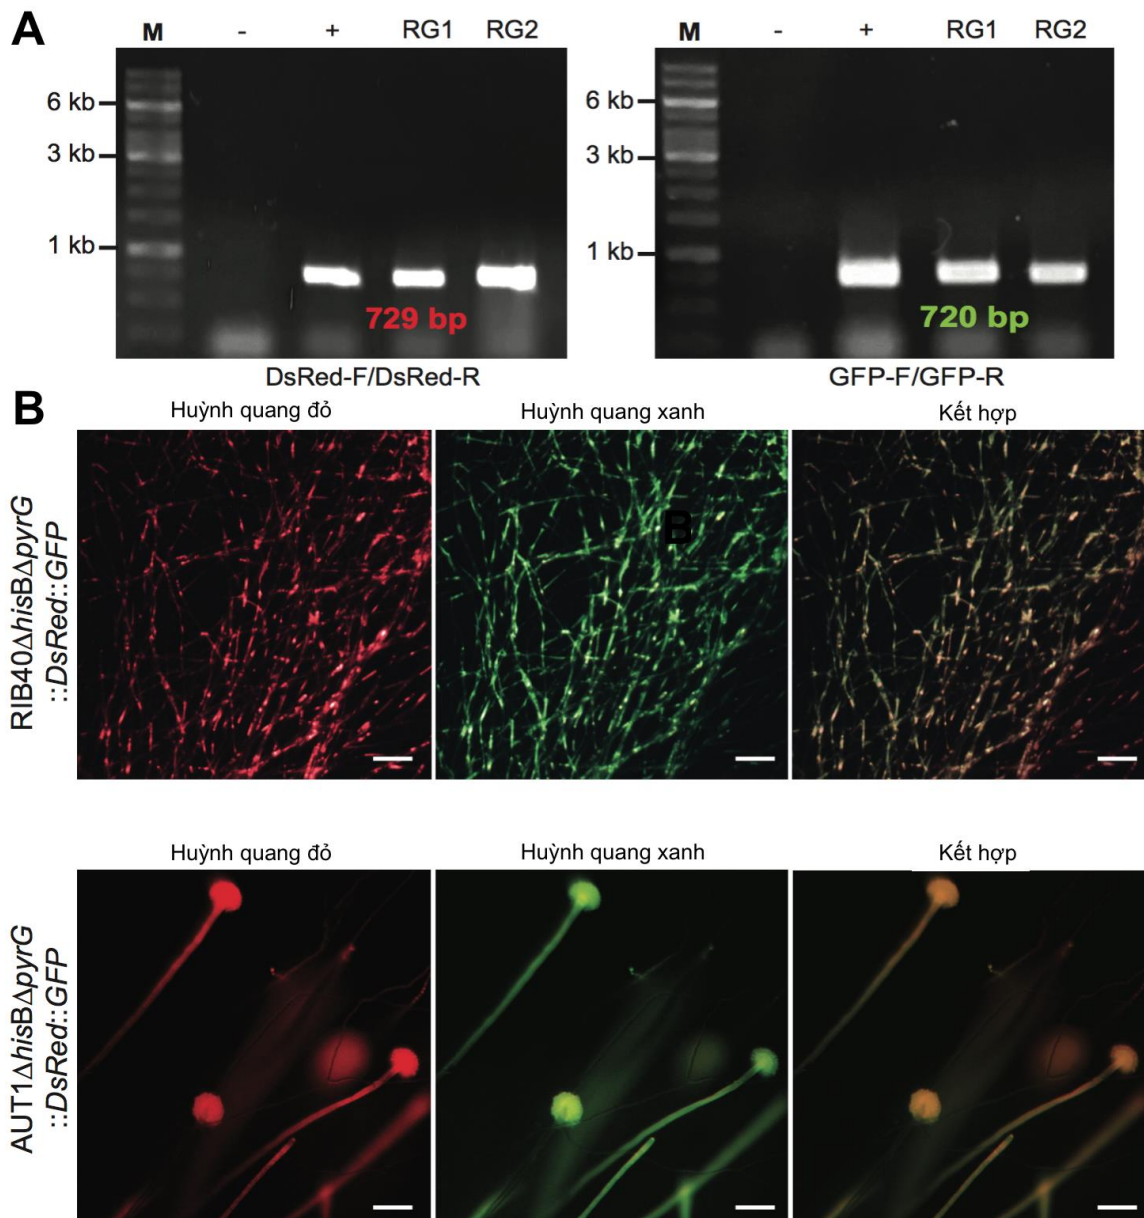 A
M - + RG1 RG2
6 kb
3 kb
1 kb
729 bp
DsRed-F/DsRed-R
M - + RG1 RG2
6 kb
3 kb
1 kb
720 bp
GFP-F/GFP-R
B
Huỳnh quang đỏ
Huỳnh quang xanh
Kết hợp
RIB40ΔhisBΔpyrG
::DsRed::GFP
B
Huỳnh quang đỏ
Huỳnh quang xanh
Kết hợp
AUT1ΔhisBΔpyrG
::DsRed::GFP